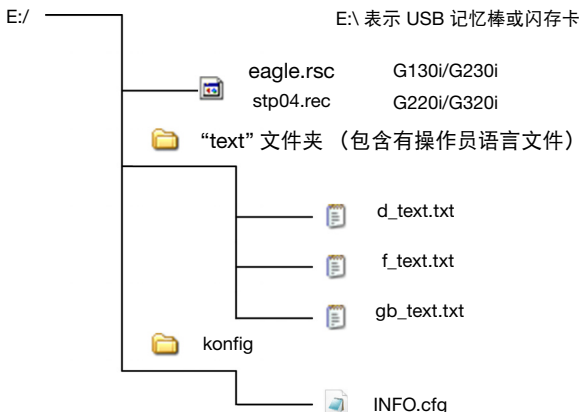 E:/ E:\ 表示 USB 记忆棒或闪存卡
eagle.rsc G130i/G230i
stp04.rec G220i/G320i
“text” 文件夹 （包含有操作员语言文件）
d_text.txt
f_text.txt
gb_text.txt
konfig
INFO.cfg